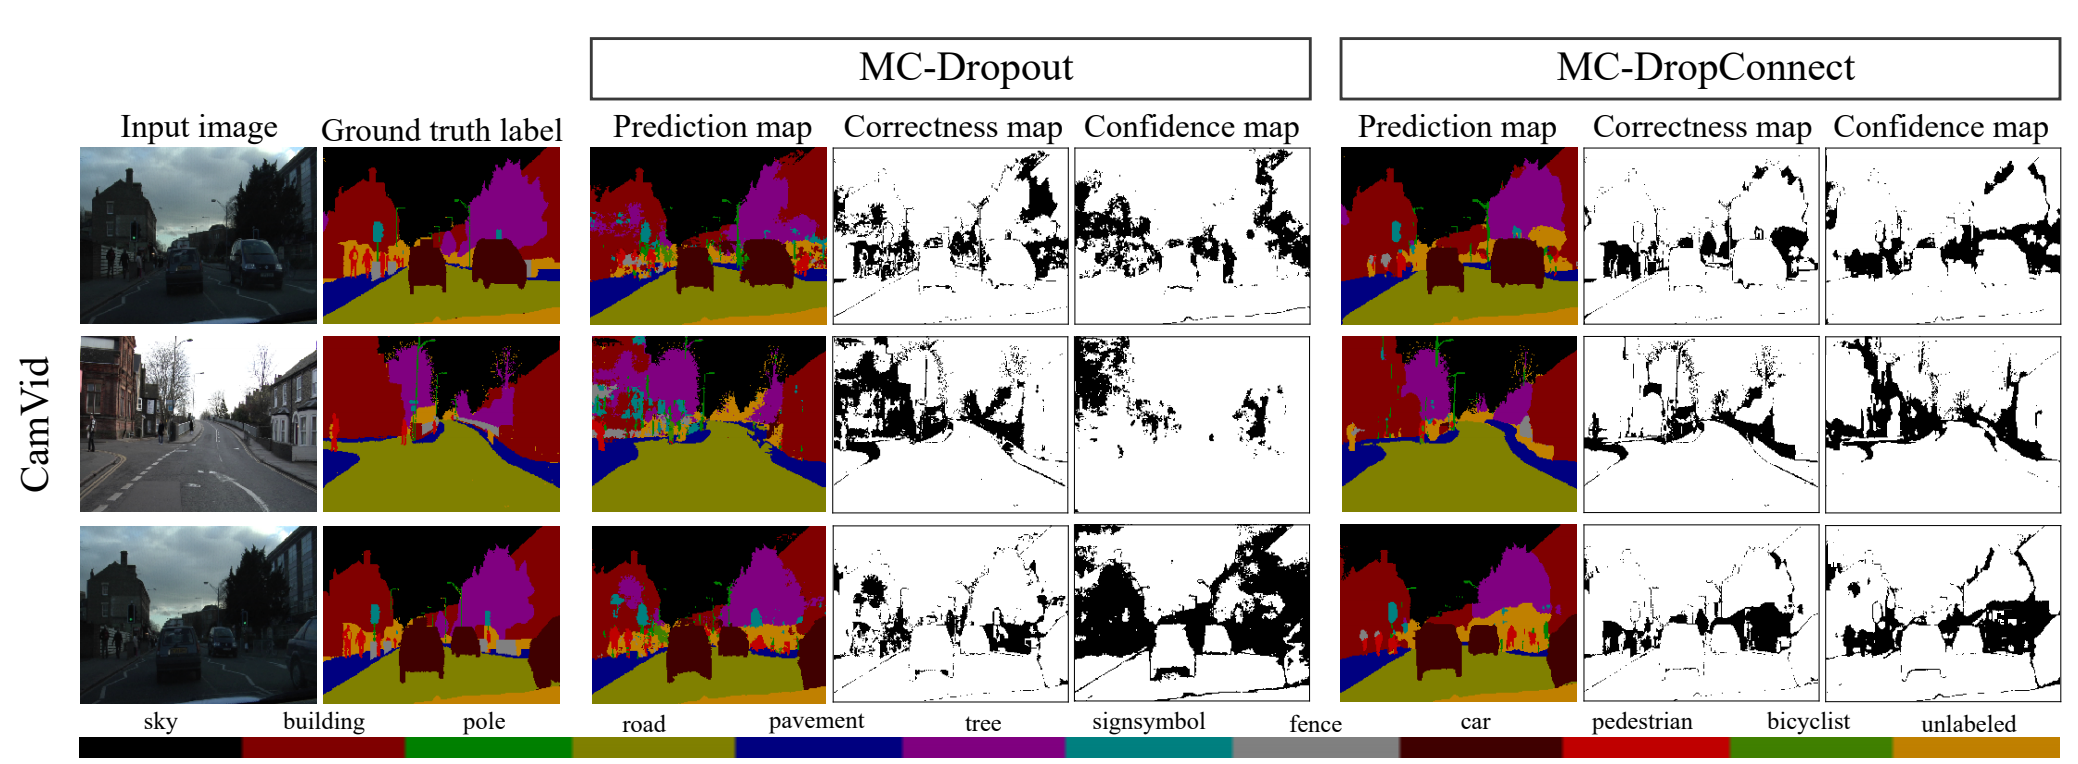 MC-Dropout
MC-DropConnect
Input image
Ground truth label
Prediction map
Correctness map
Confidence map
Prediction map
Correctness map
Confidence map
CamVid
sky
building
pole
road
pavement
tree
signsymbol
fence
car
pedestrian
bicyclist
unlabeled